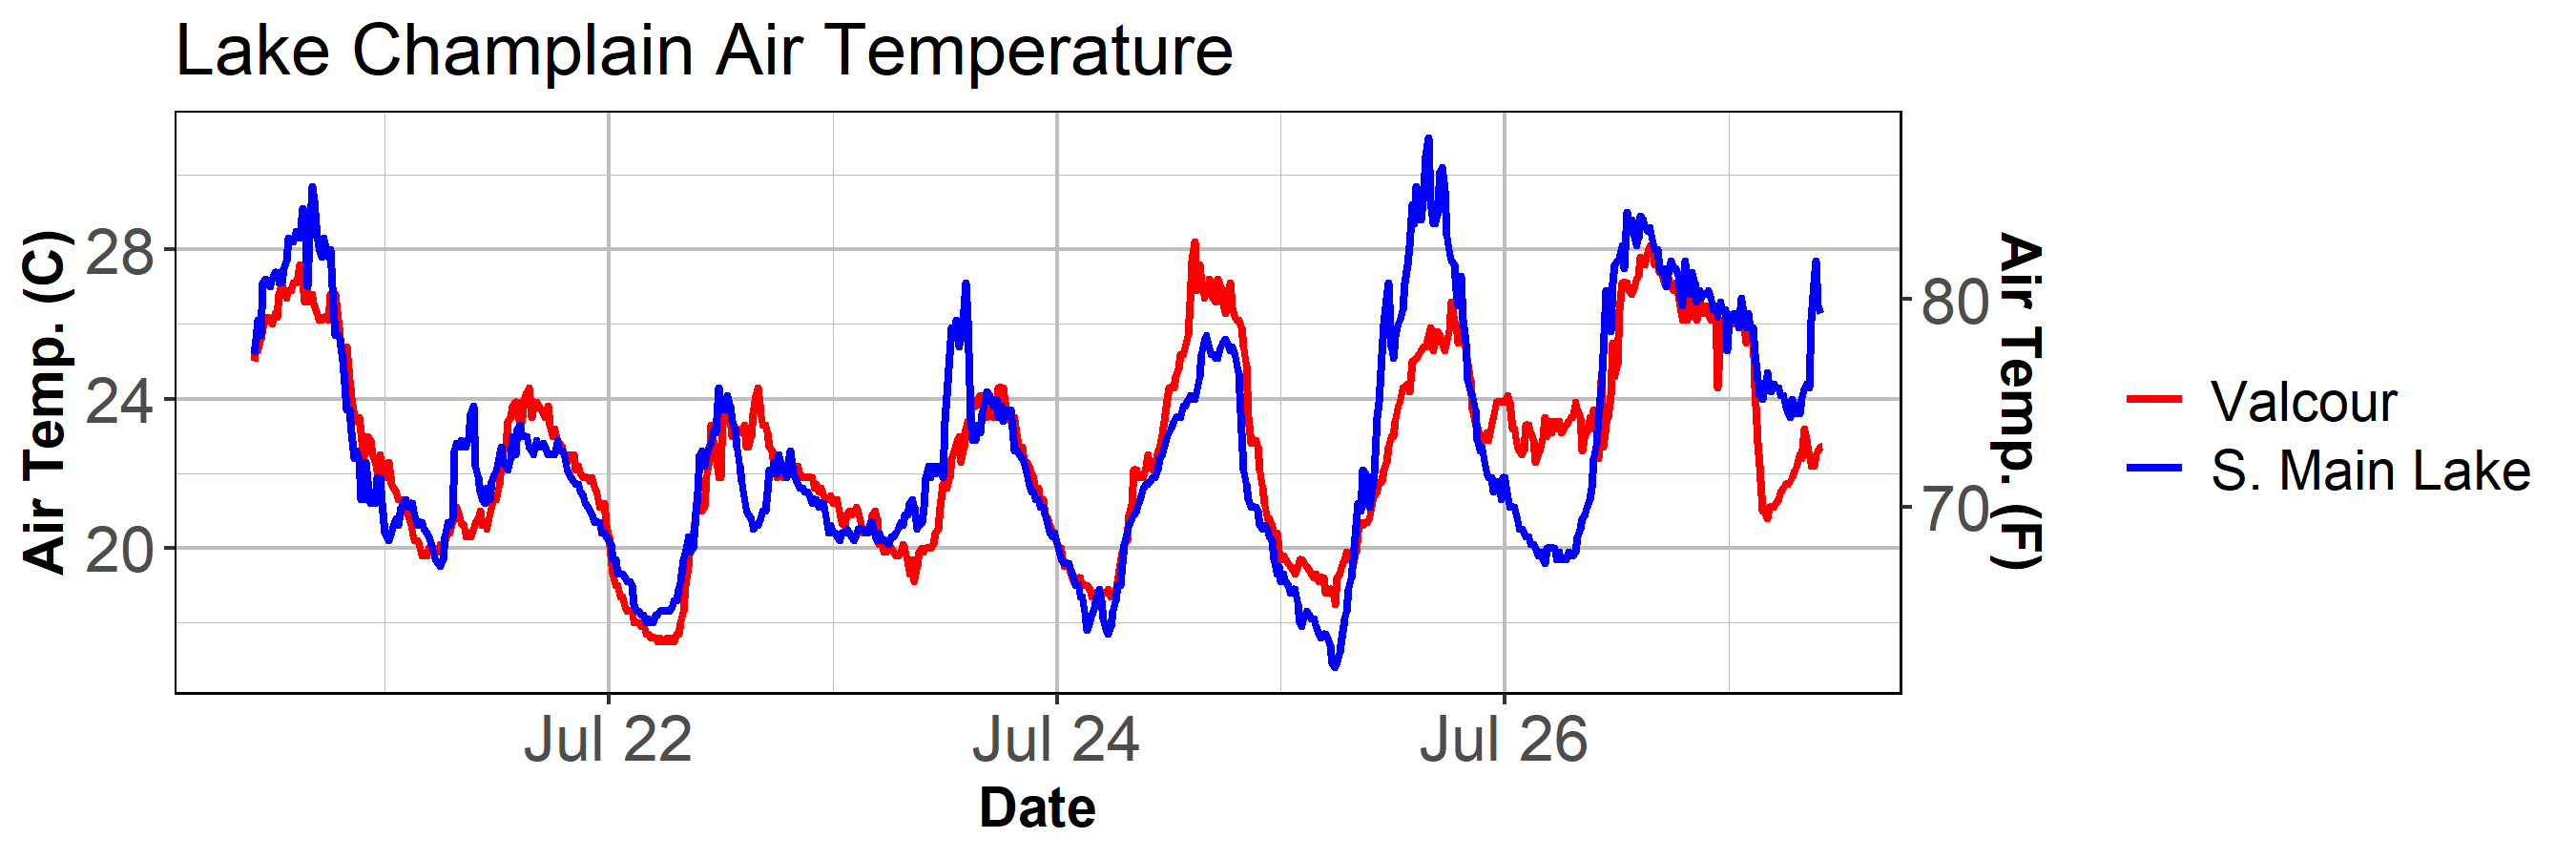 Lake Champlain Air Temperature
Air Temp. (C)
28
24
20
80
70
Air Temp. (F)
Jul 22
Jul 24
Jul 26
Date
Valcour
S. Main Lake